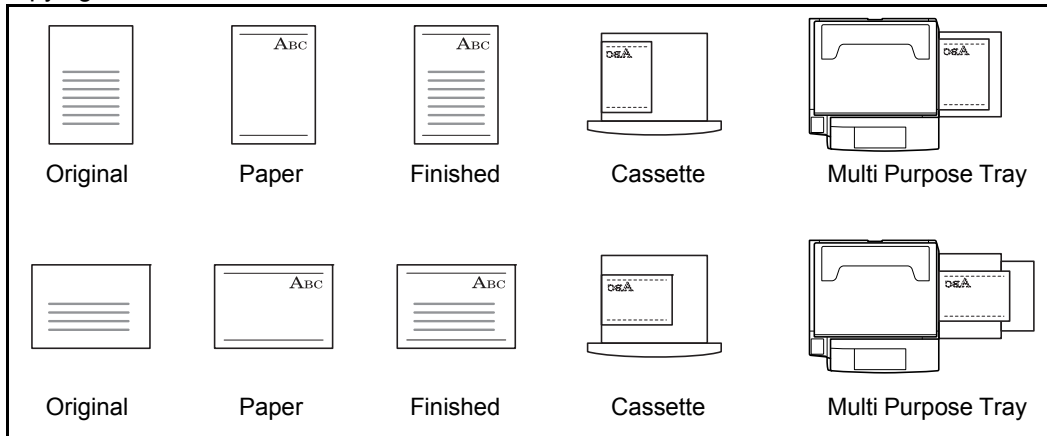 ABC ABC ABC ABC
Original Paper Finished Cassette Multi Purpose Tray
ABC ABC ABC ABC
Original Paper Finished Cassette Multi Purpose Tray